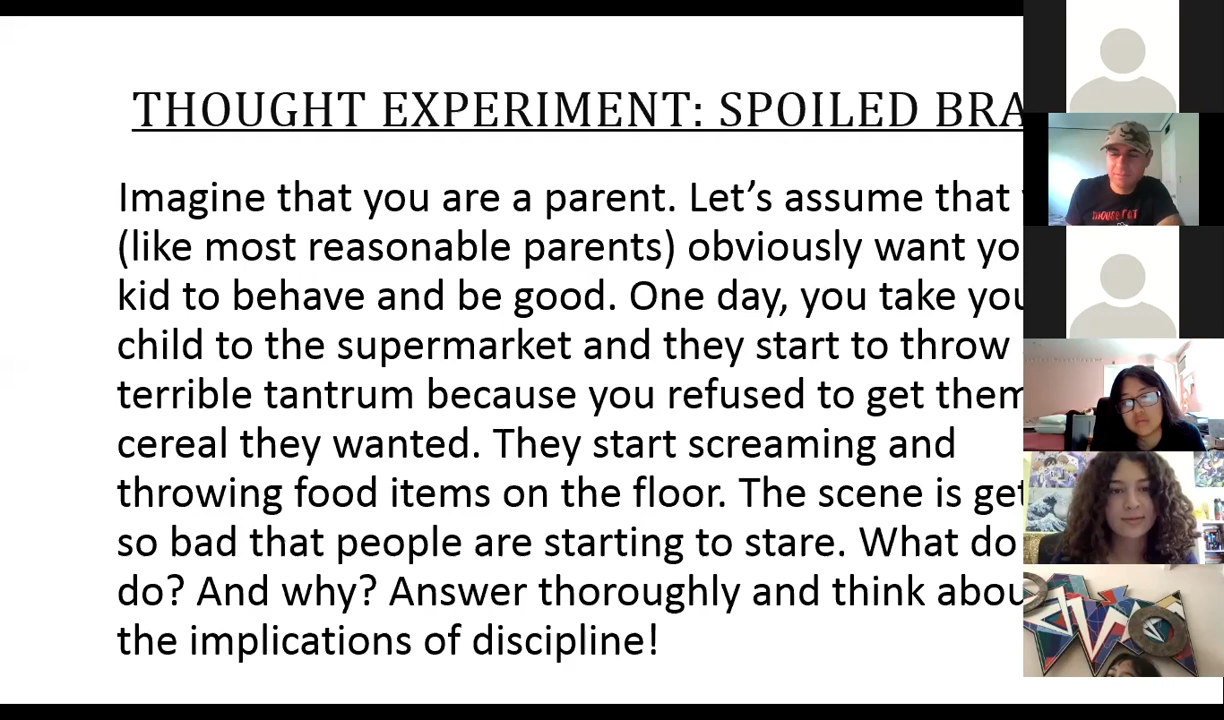 THOUGHT EXPERIMENT: SPOILED BRA
Imagine that you are a parent. Let's assume that
(like most reasonable parents) obviously want yo
kid to behave and be good. One day, you take you
child to the supermarket and they start to throw
terrible tantrum because you refused to get them
cereal they wanted. They start screaming and
throwing food items on the floor. The scene is get
so bad that people are starting to stare. What do
do? And why? Answer thoroughly and think abou
the implications of discipline!
mouse rat